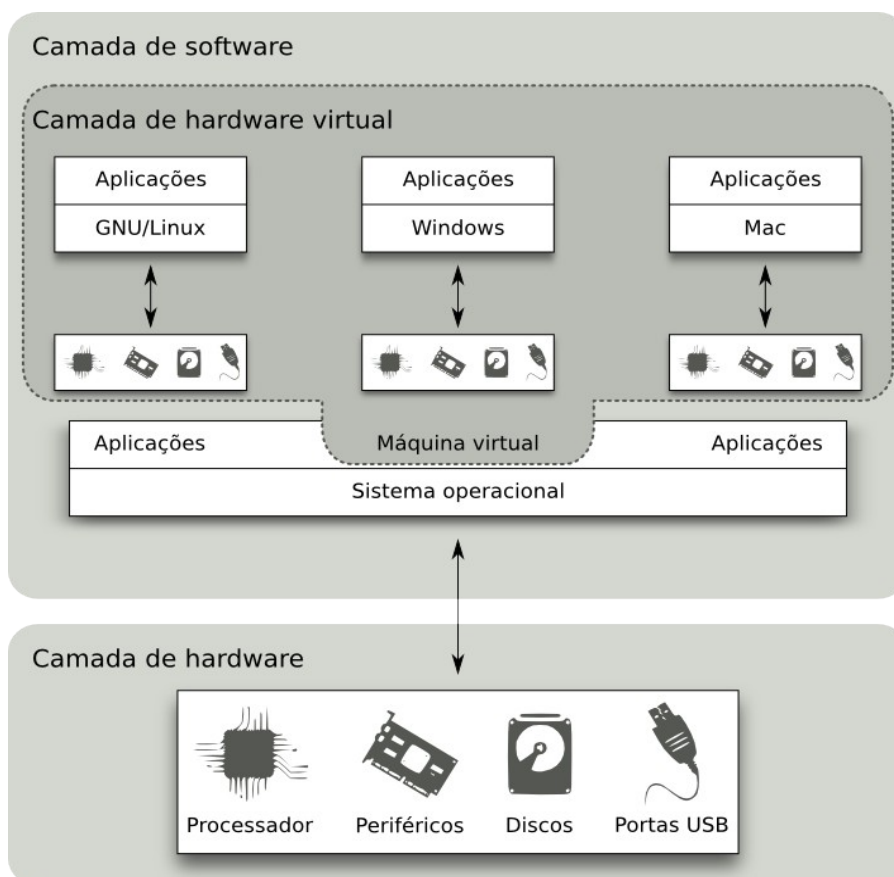 Camada de software
Camada de hardware virtual
Aplicações
Aplicações
Aplicações
GNU/Linux
Windows
Mac
Aplicações
Máquina virtual
Aplicações
Sistema operacional
Camada de hardware
Processador
Periféricos
Discos
Portas USB